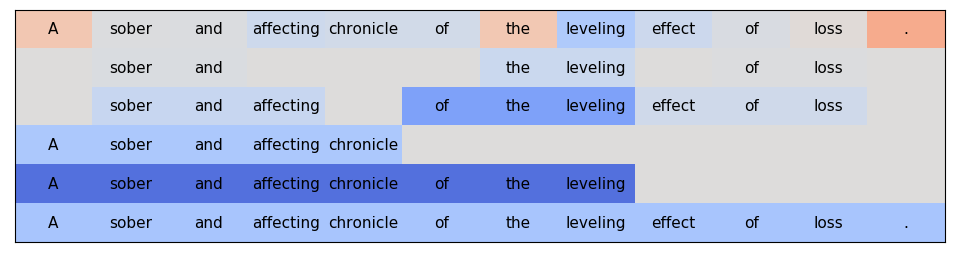 A sober and affecting chronicle of the leveling effect of loss .
sober and the leveling of loss
sober and affecting of the leveling effect of loss
A sober and affecting chronicle
A sober and affecting chronicle of the leveling
A sober and affecting chronicle of the leveling effect of loss .